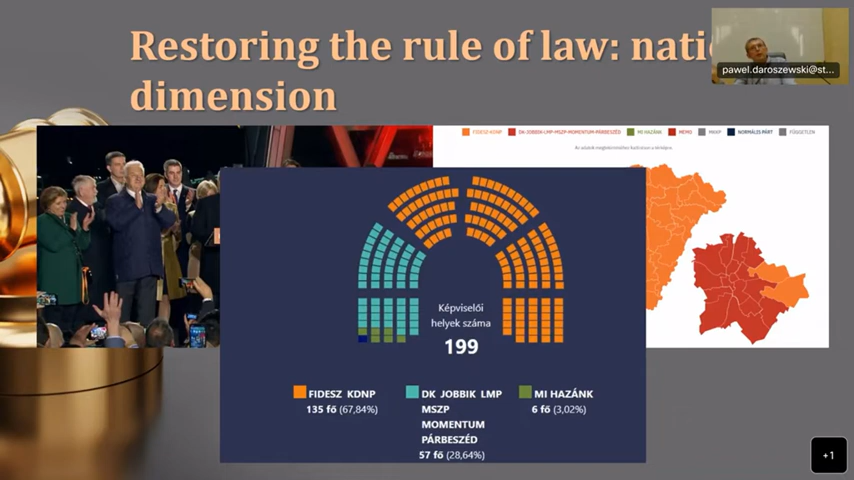 Restoring the rule of law: nati
dimension
pawel.daroszewski@st...
FIDESZ-KDNP DK-JOBBIK-LMP-MSZP-MOMENTUM-PÁRBESZÉD MI HAZÁNK MEMO MKKP NORMÁLIS PÁRT FÜGGETLEN
Képviselői
helyek száma
199
FIDESZ KDNP
135 fő (67,84%)
DK JOBBIK LMP
MSZP
MOMENTUM
PÁRBESZÉD
57 fő (28,64%)
MI HAZÁNK
6 fő (3,02%)
+1